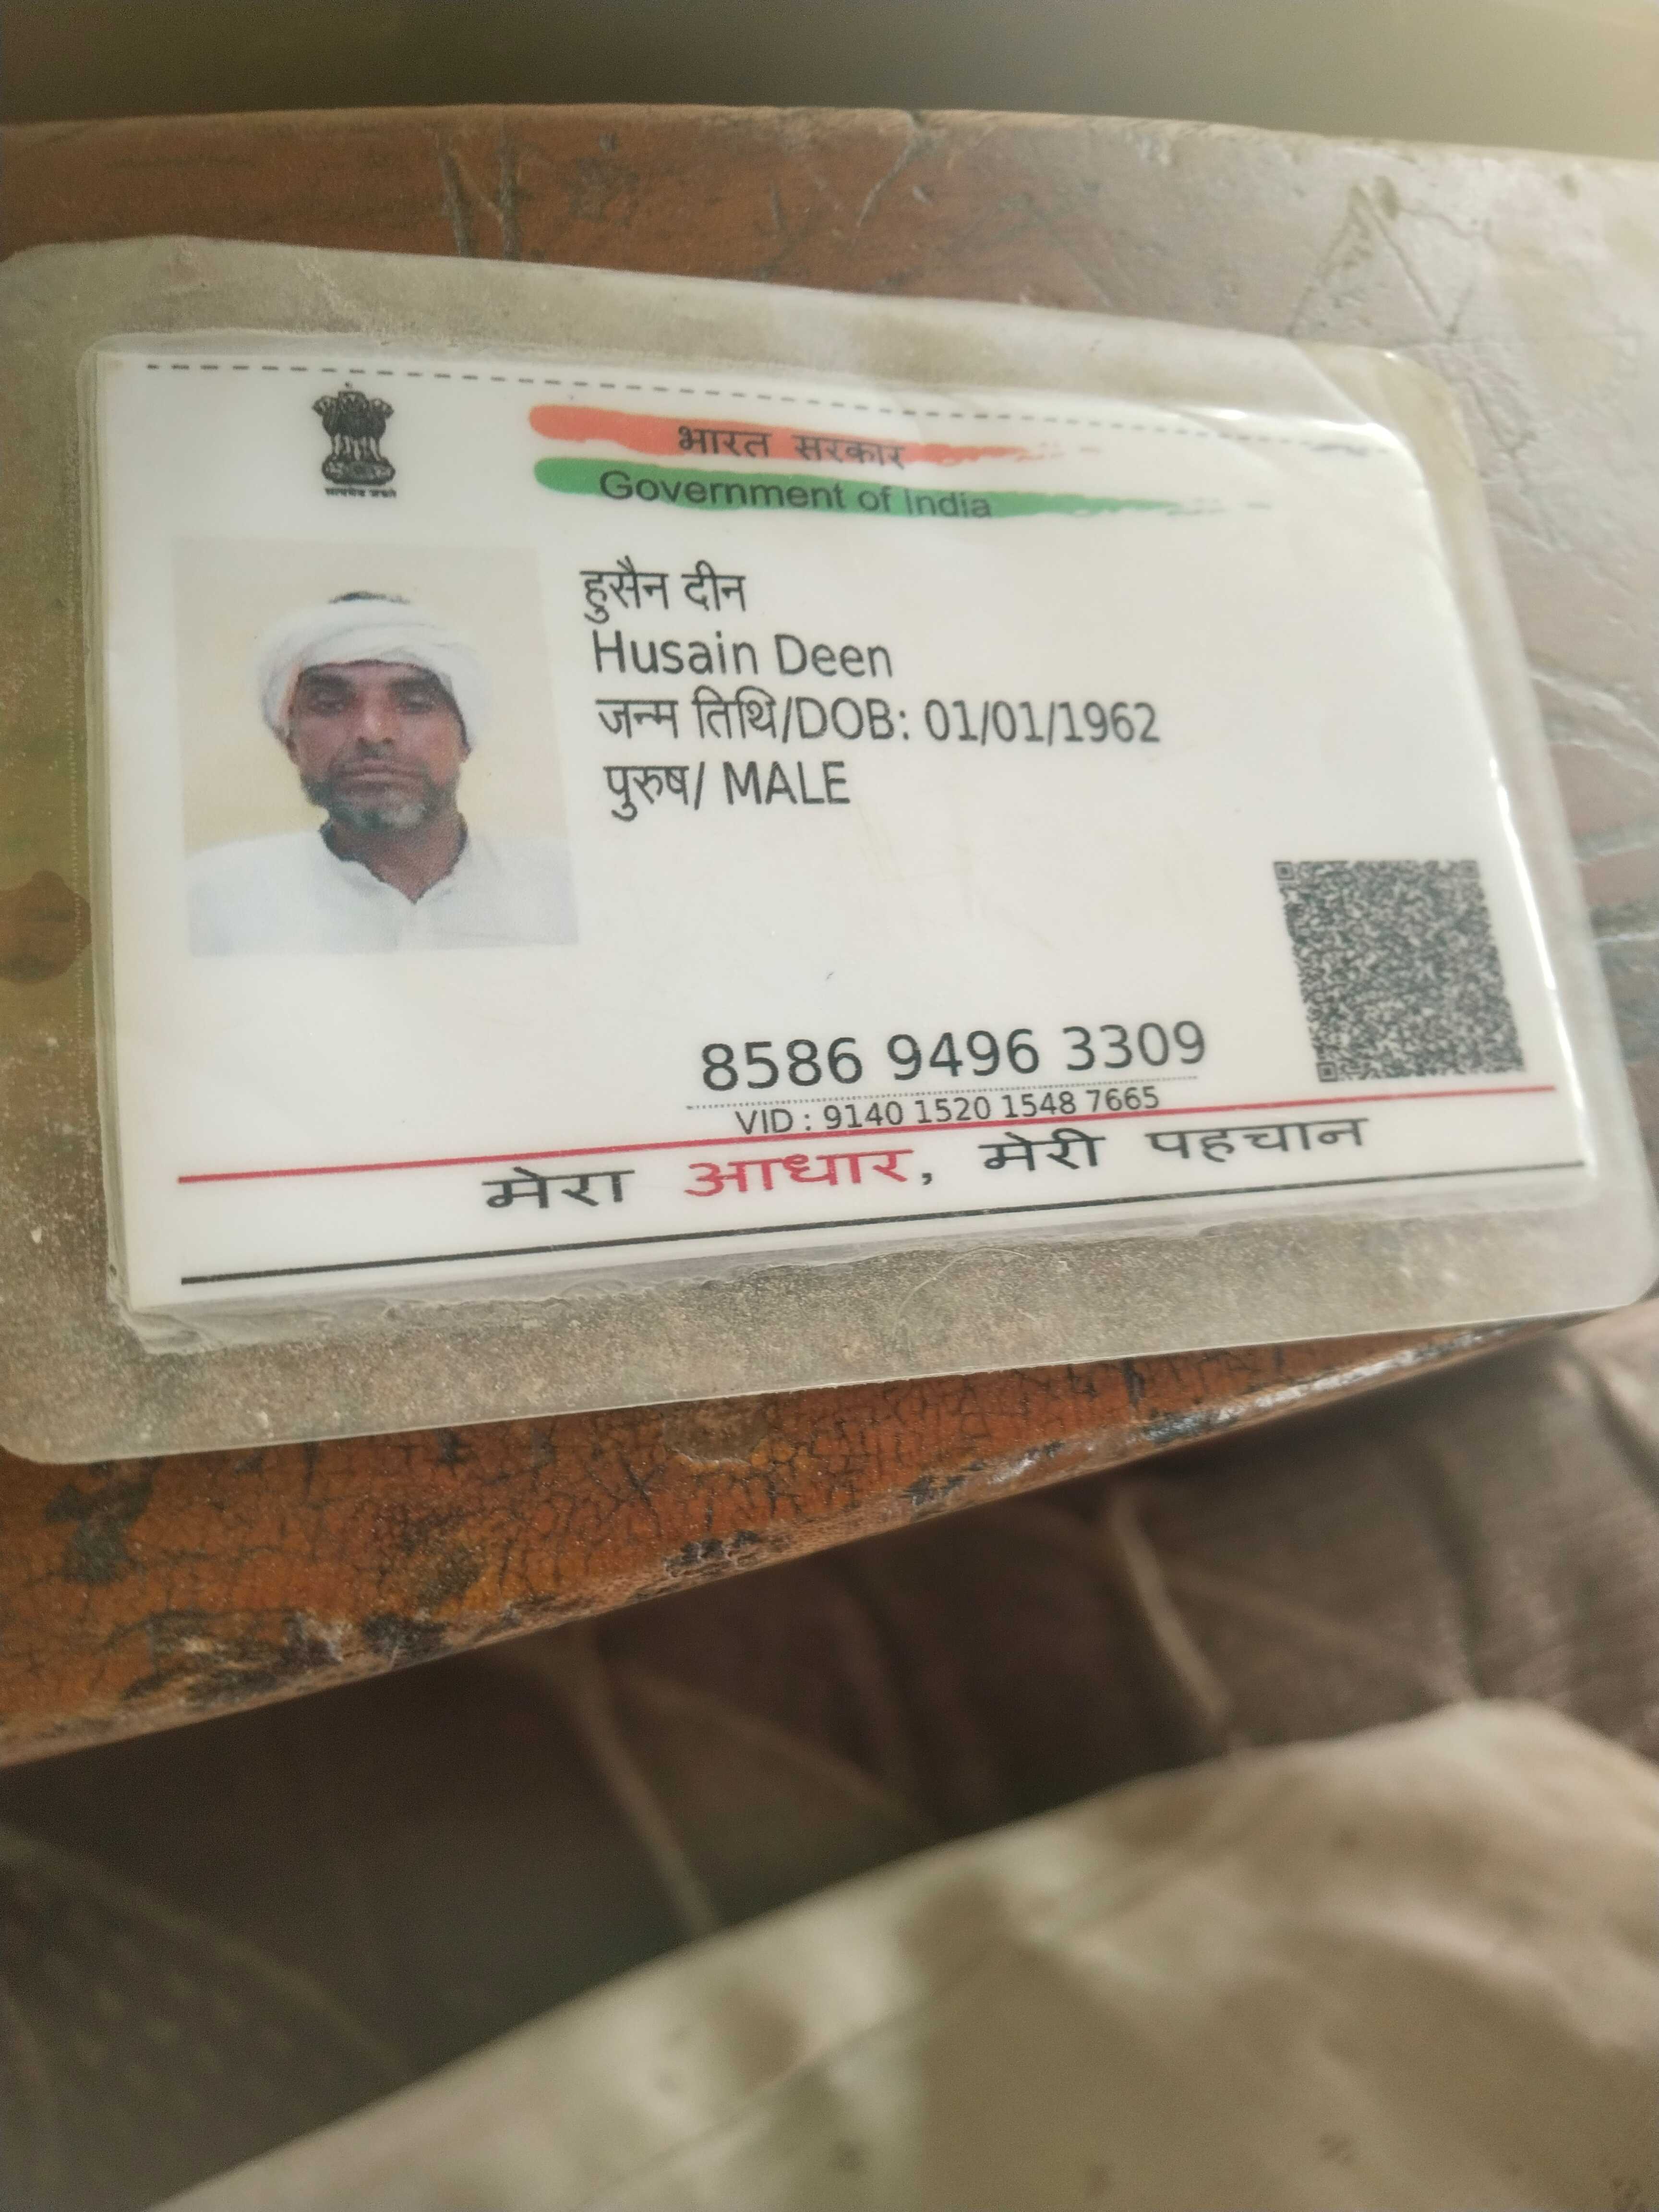 सत्यमेव जयते
भारत सरकार
Government of India
हुसैन दीन
Husain Deen
जन्म तिथि/DOB: 01/01/1962
पुरुष/ MALE
8586 9496 3309
VID : 9140 1520 1548 7665
मेरा आधार, मेरी पहचान